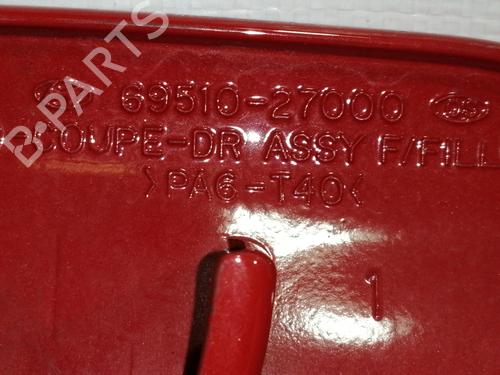 69510-27000
COUPE-DR ASSY F/FILL
>PA6-T40<
1
B-PARTS